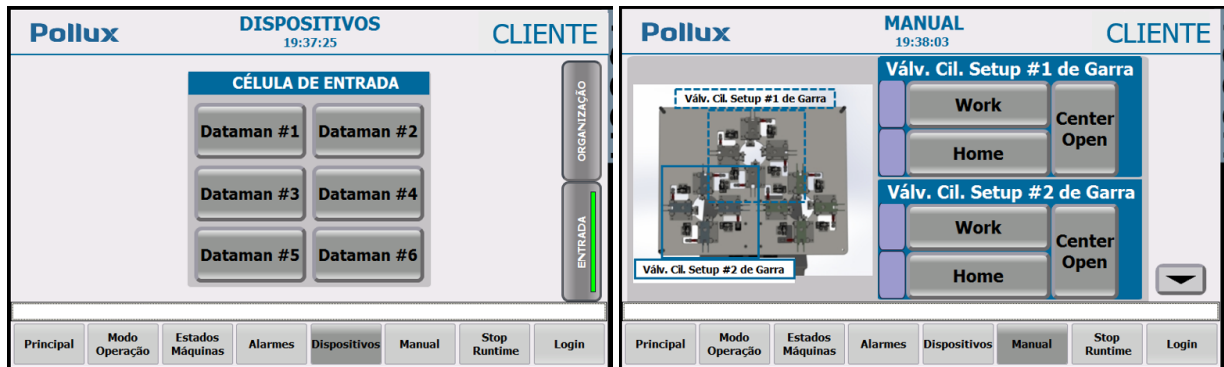 Pollux
DISPOSITIVOS
19:37:25
CLIENTE
CÉLULA DE ENTRADA
Dataman #1
Dataman #2
Dataman #3
Dataman #4
Dataman #5
Dataman #6
ORGANIZAÇÃO
ENTRADA
Principal
Modo
Operação
Estados
Máquinas
Alarmes
Dispositivos
Manual
Stop
Runtime
Login
Pollux
MANUAL
19:38:03
CLIENTE
Válv. Cil. Setup #1 de Garra
Válv. Cil. Setup #2 de Garra
Válv. Cil. Setup #1 de Garra
Work
Home
Center
Open
Válv. Cil. Setup #2 de Garra
Work
Home
Center
Open
Principal
Modo
Operação
Estados
Máquinas
Alarmes
Dispositivos
Manual
Stop
Runtime
Login